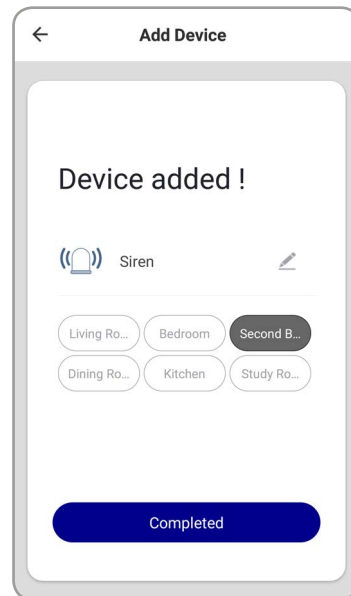 Add Device
Device added !
Siren
Living Ro... Bedroom Second B...
Dining Ro... Kitchen Study Ro...
Completed